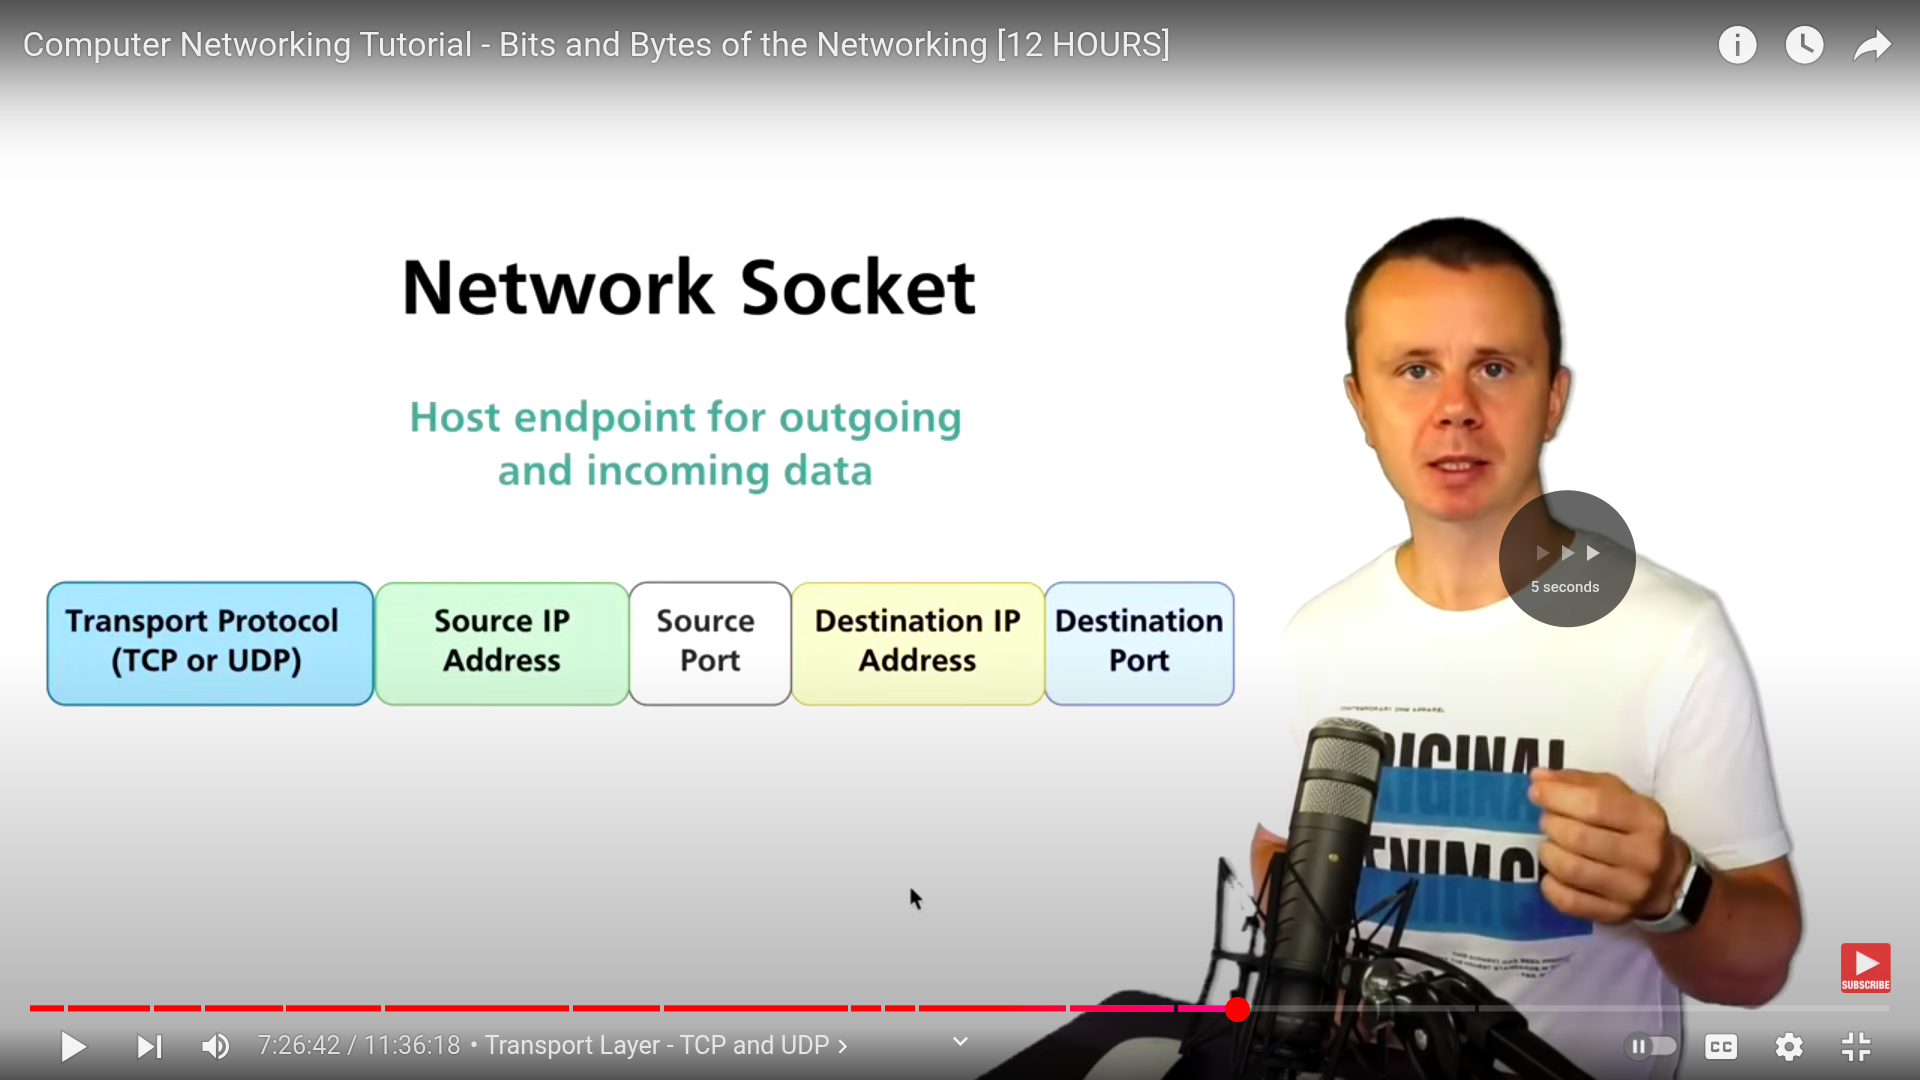 Computer Networking Tutorial - Bits and Bytes of the Networking [12 HOURS]
Network Socket
Host endpoint for outgoing
and incoming data
Transport Protocol
(TCP or UDP)
Source IP
Address
Source
Port
Destination IP
Address
Destination
Port
5 seconds
SUBSCRIBE
7:26:42 / 11:36:18 • Transport Layer - TCP and UDP
CC